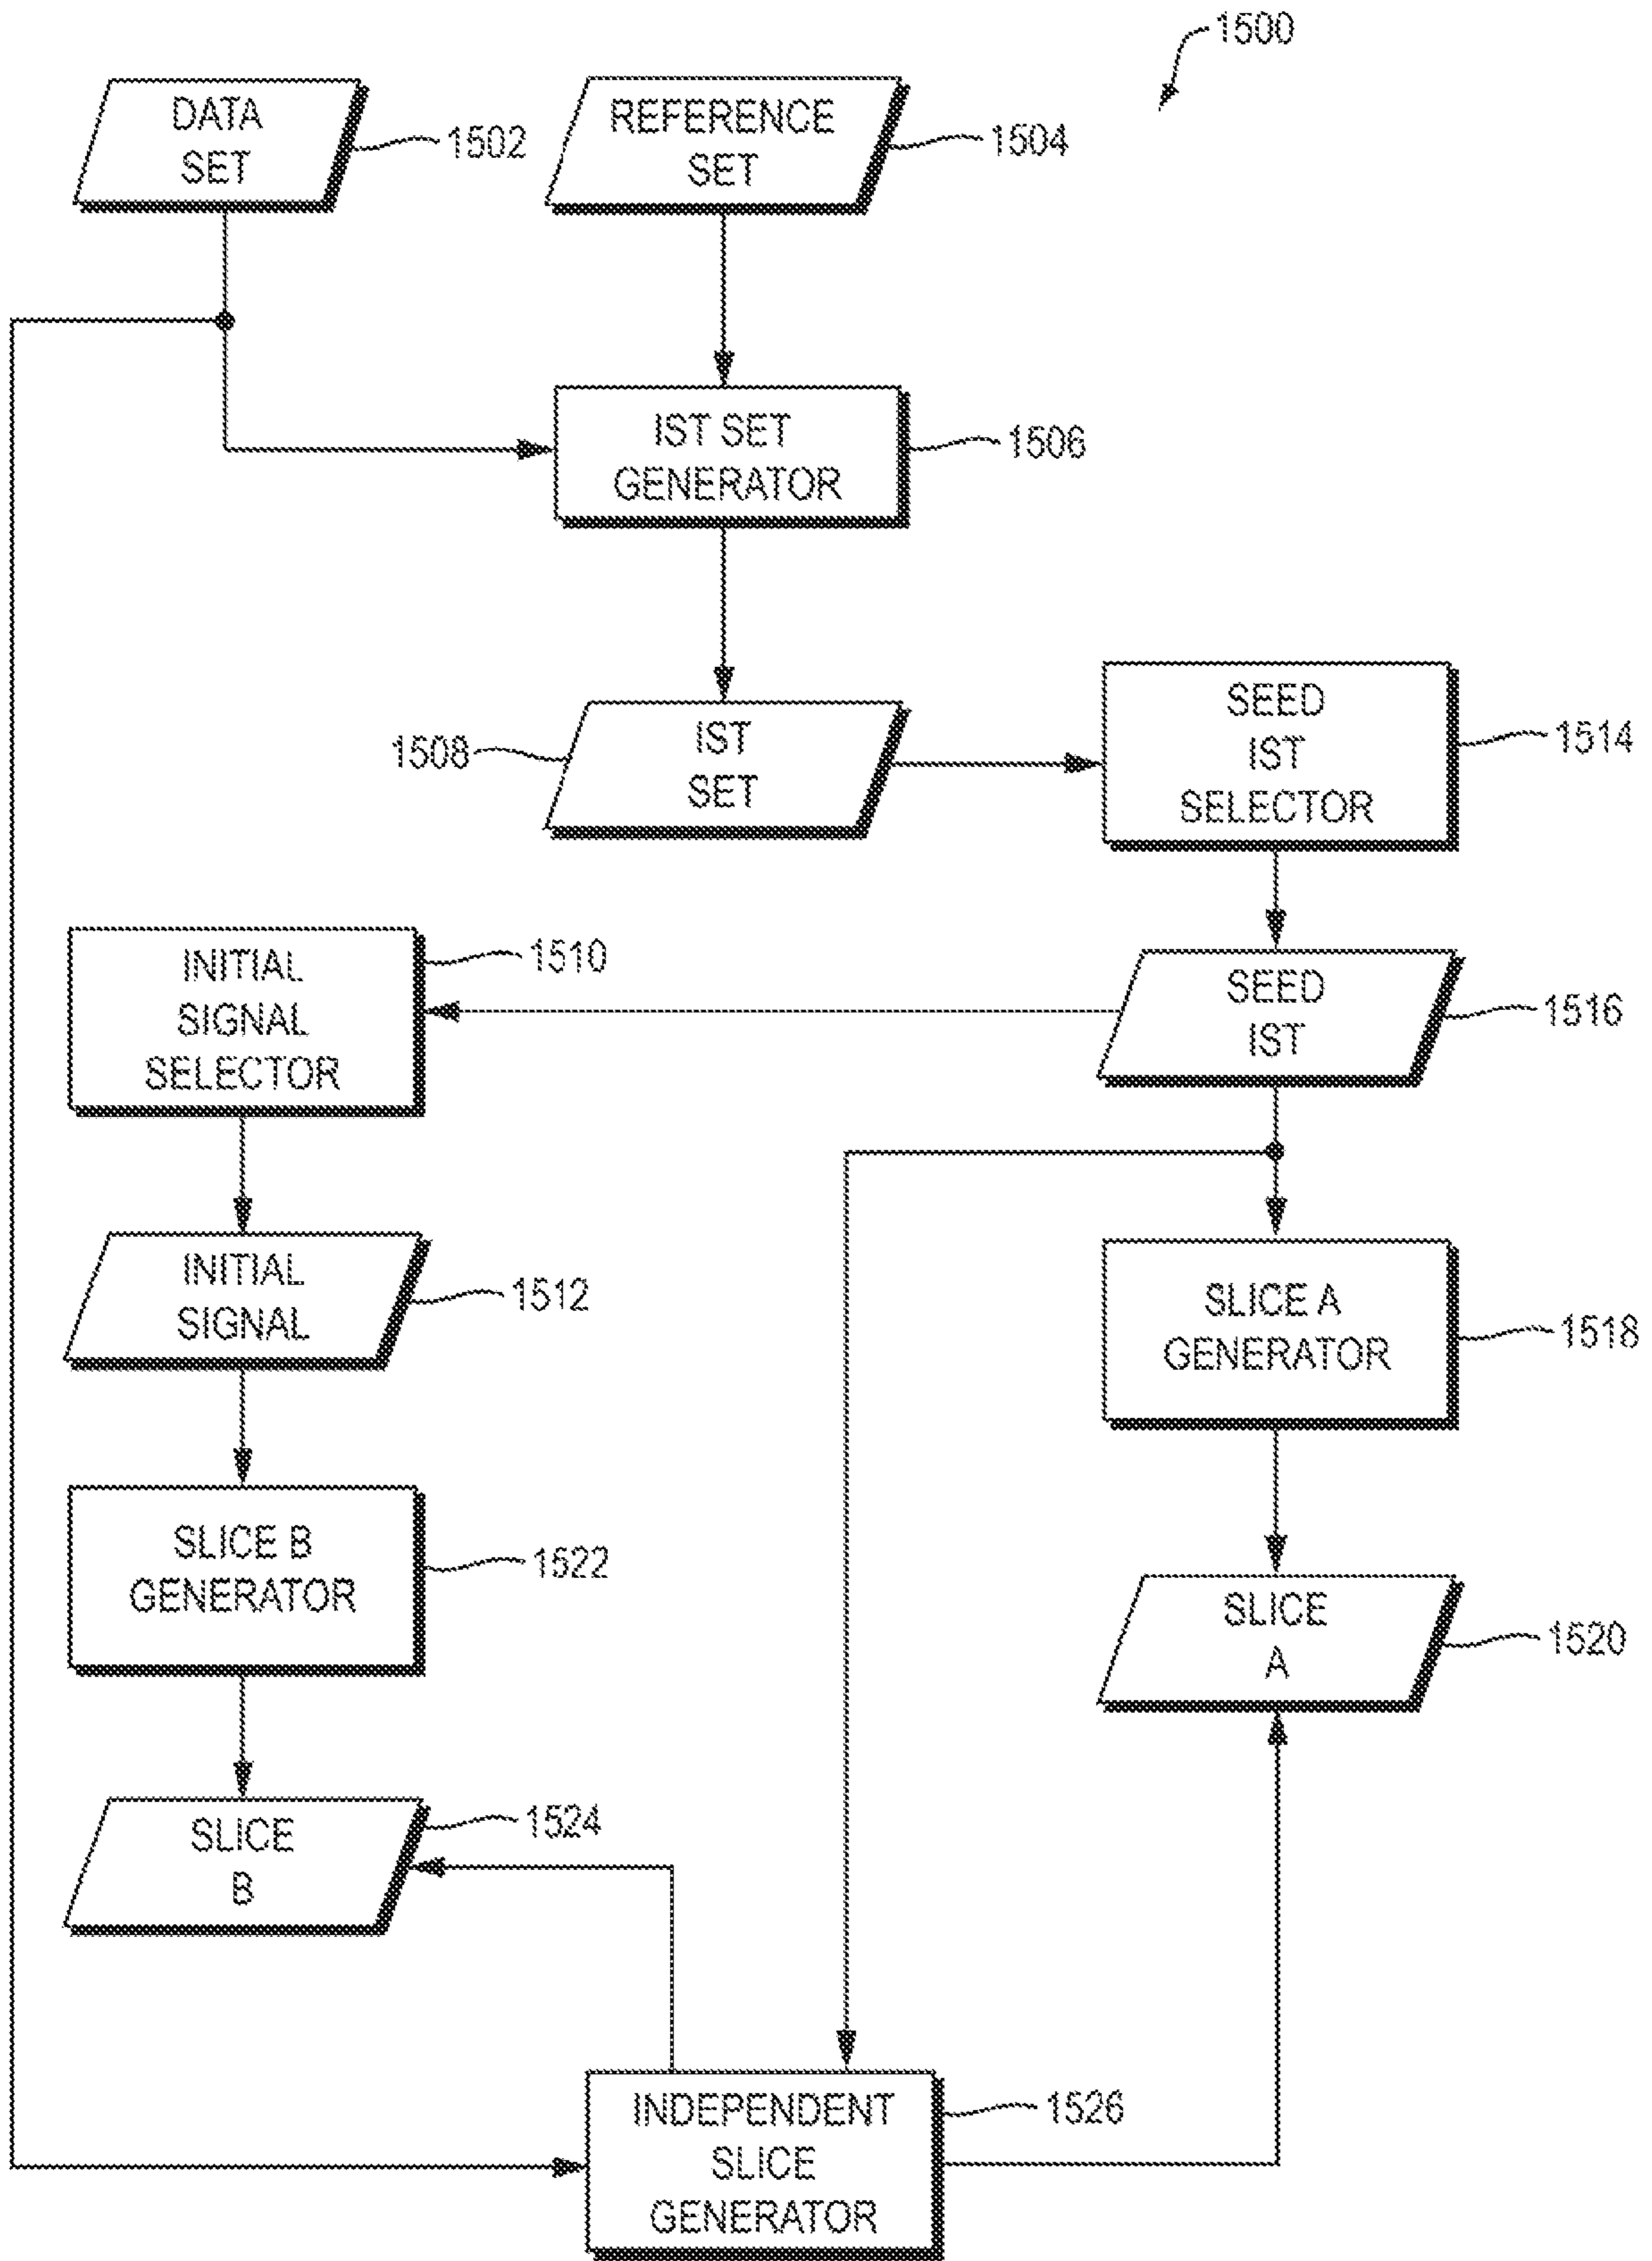 1500
DATA
SET
1502
REFERENCE
SET
1504
IST SET
GENERATOR
1506
IST
SET
1508
SEED
IST
SELECTOR
1514
INITIAL
SIGNAL
SELECTOR
1510
SEED
IST
1516
INITIAL
SIGNAL
1512
SLICE A
GENERATOR
1518
SLICE B
GENERATOR
1522
SLICE
A
1520
SLICE
B
1524
INDEPENDENT
SLICE
GENERATOR
1526